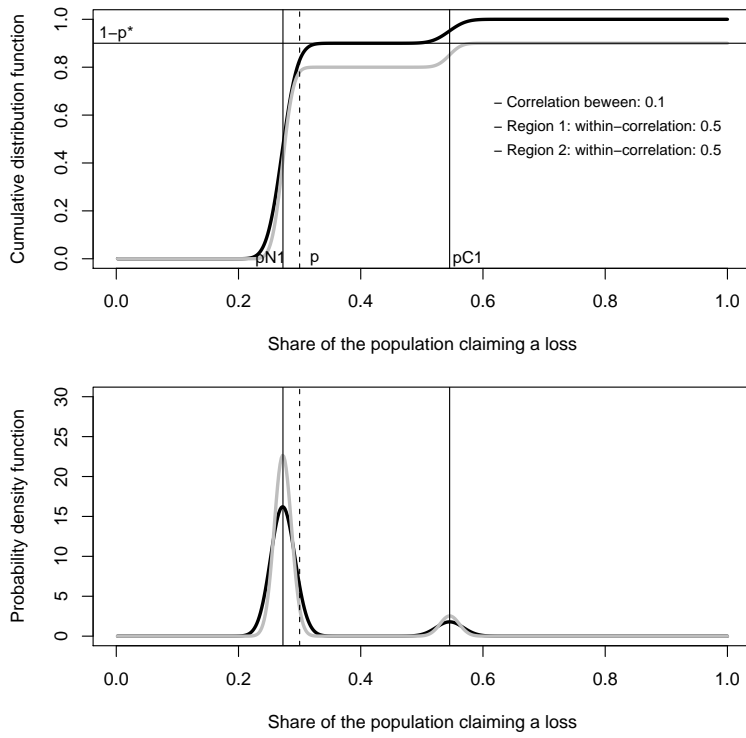 Cumulative distribution function
1.0
0.8
0.6
0.4
0.2
0.0
1−p*
− Correlation beween: 0.1
− Region 1: within−correlation: 0.5
− Region 2: within−correlation: 0.5
pN1
p
pC1
0.0 0.2 0.4 0.6 0.8 1.0
Share of the population claiming a loss
Probability density function
30
25
20
15
10
5
0
0.0 0.2 0.4 0.6 0.8 1.0
Share of the population claiming a loss